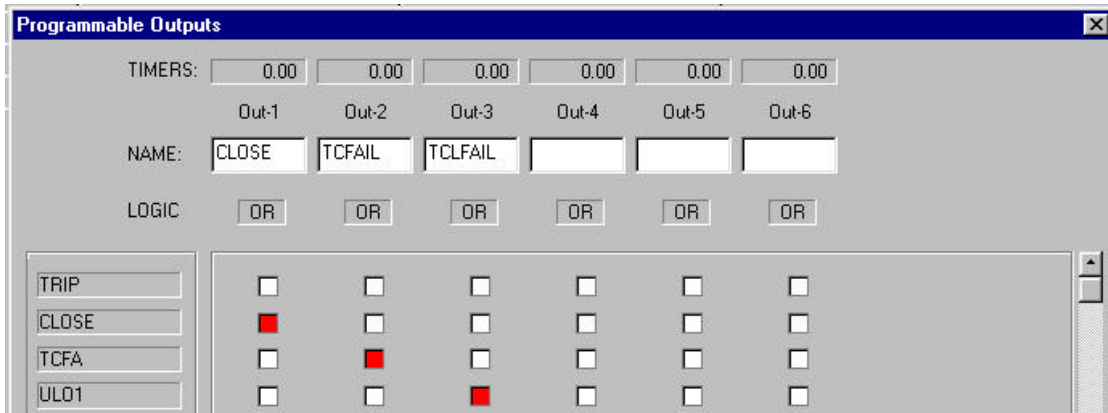 Programmable Outputs
TIMERS: 0.00 0.00 0.00 0.00 0.00 0.00
Out-1 Out-2 Out-3 Out-4 Out-5 Out-6
NAME: CLOSE TCFAIL TCLFAIL
LOGIC OR OR OR OR OR OR
TRIP
CLOSE
TCFA
ULO1